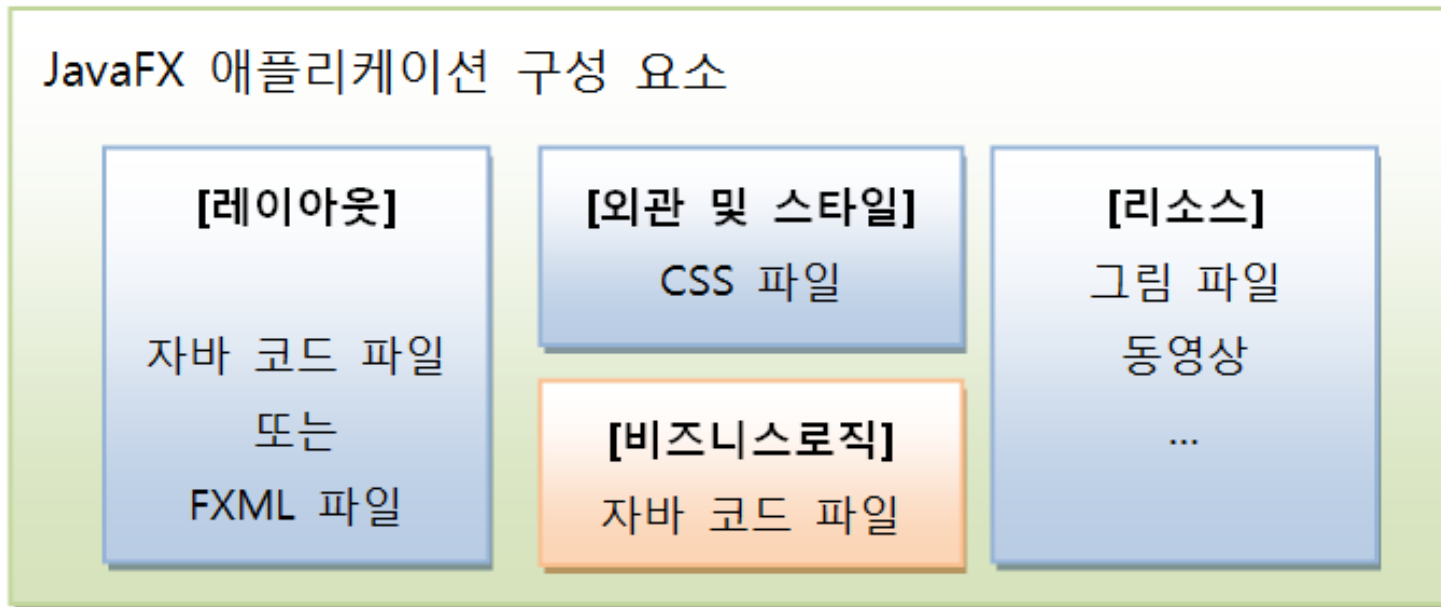 JavaFX 애플리케이션 구성 요소
[레이아웃]
자바 코드 파일
또는
FXML 파일
[외관 및 스타일]
CSS 파일
[비즈니스로직]
자바 코드 파일
[리소스]
그림 파일
동영상
...